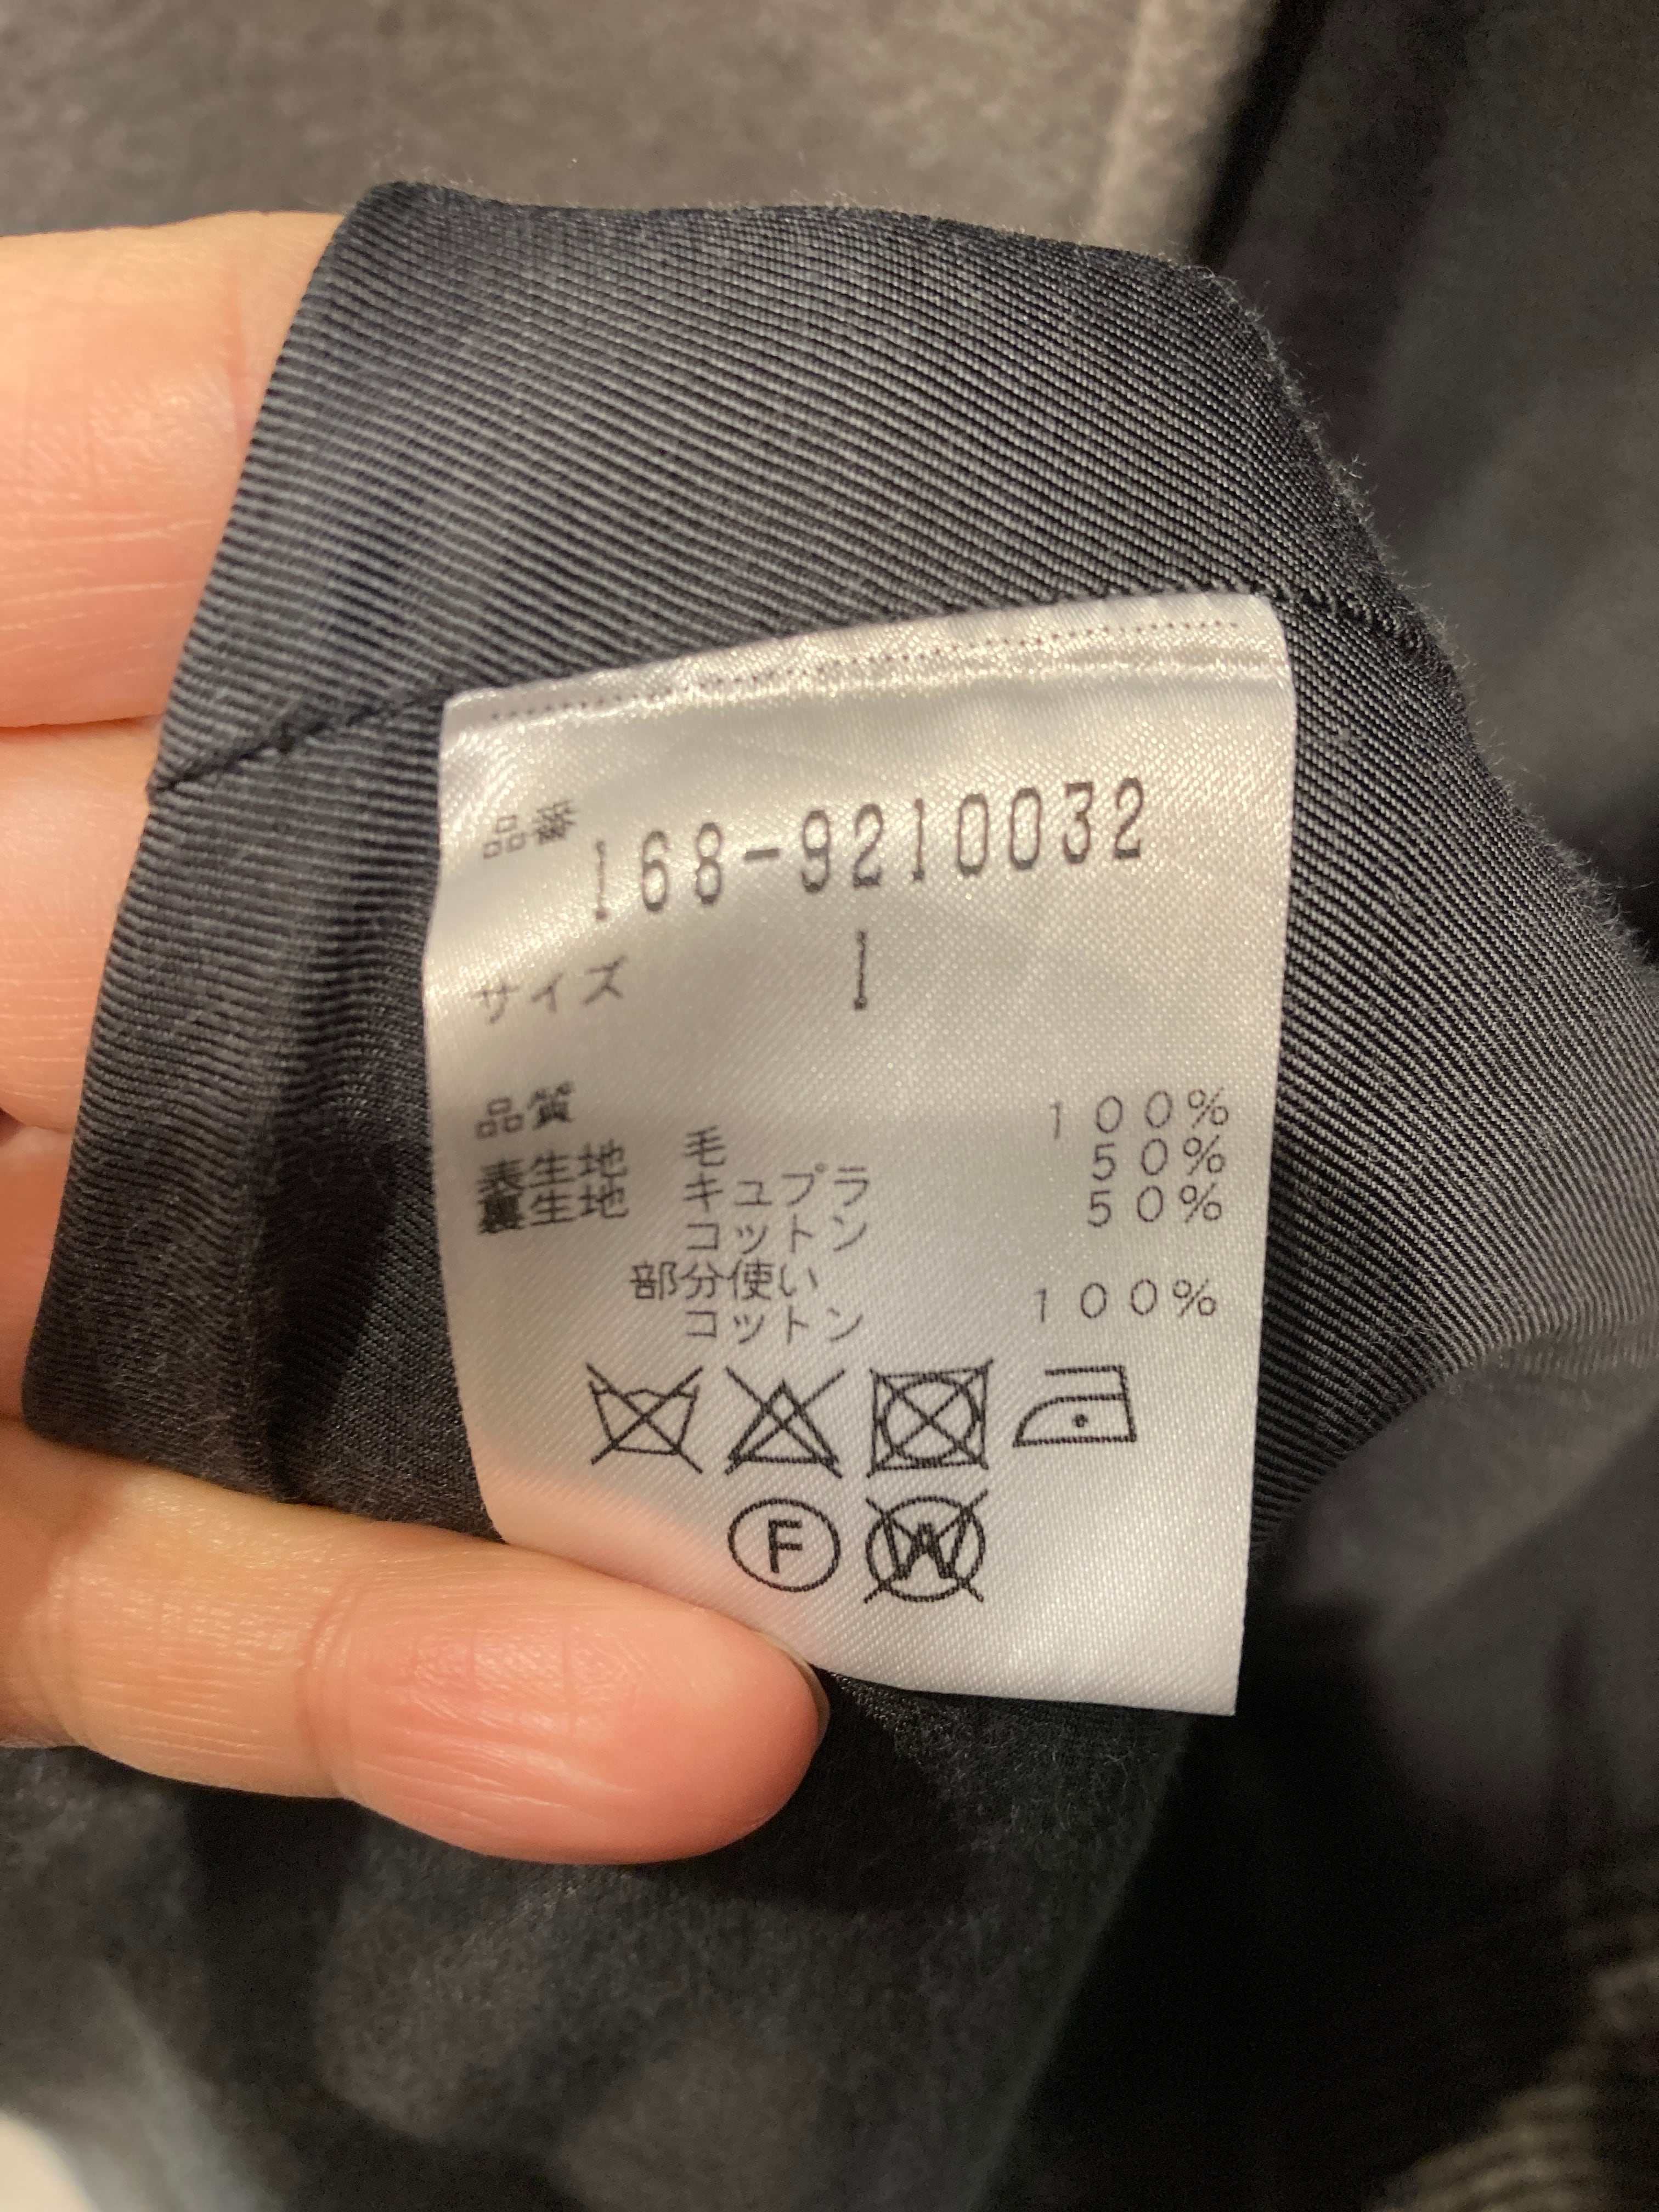 品番
168-9210032
サイズ 1
品質
表生地 毛 100%
裏生地 キュプラ 50%
コットン 50%
部分使い
コットン 100%
F W